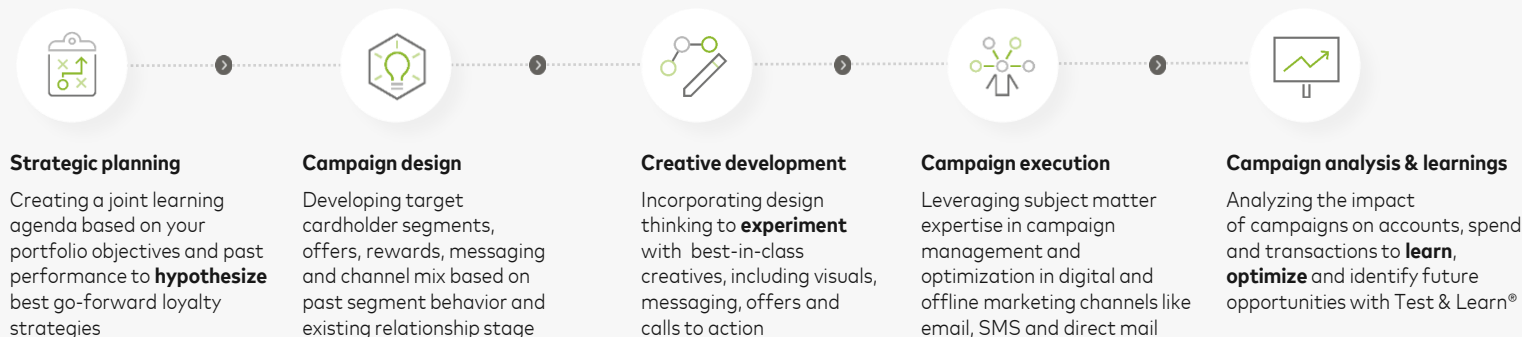 Strategic planning
Creating a joint learning
agenda based on your
portfolio objectives and past
performance to hypothesize
best go-forward loyalty
strategies
Campaign design
Developing target
cardholder segments,
offers, rewards, messaging
and channel mix based on
past segment behavior and
existing relationship stage
Creative development
Incorporating design
thinking to experiment
with best-in-class
creatives, including visuals,
messaging, offers and
calls to action
Campaign execution
Leveraging subject matter
expertise in campaign
management and
optimization in digital and
offline marketing channels like
email, SMS and direct mail
Campaign analysis & learnings
Analyzing the impact
of campaigns on accounts, spend
and transactions to learn,
optimize and identify future
opportunities with Test & Learn®